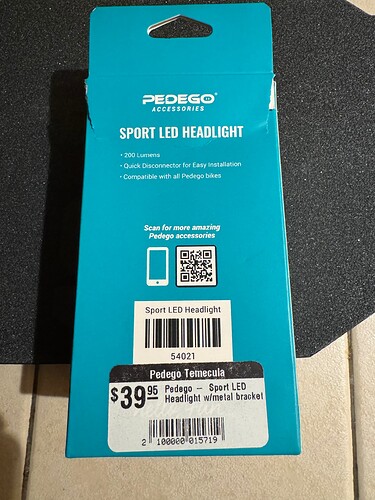 PEDEGO®
ACCESSORIES
SPORT LED HEADLIGHT
• 200 Lumens
• Quick Disconnector for Easy Installation
• Compatible with all Pedego bikes
Scan for more amazing
Pedego accessories
Sport LED Headlight
54021
Pedego Temecula
$39.95
Pedego — Sport LED
Headlight w/metal bracket
2 100000 015719